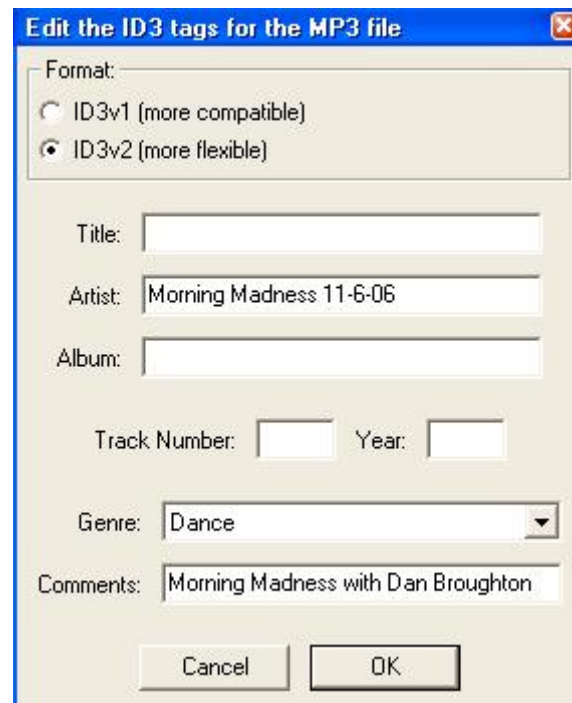 Edit the ID3 tags for the MP3 file
Format:
ID3v1 (more compatible)
ID3v2 (more flexible)
Title:
Artist: Morning Madness 11-6-06
Album:
Track Number: Year:
Genre: Dance
Comments: Morning Madness with Dan Broughton
Cancel OK